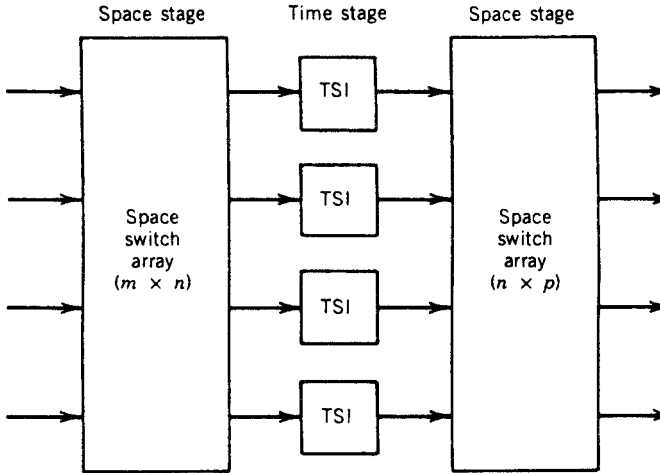 Space stage
Time stage
Space stage
TSI
TSI
TSI
TSI
Space
switch
array
(m × n)
Space
switch
array
(n × p)